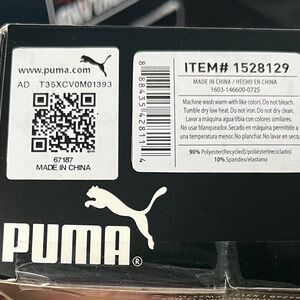 www.puma.com
AD T35XCV0M01393
67187
MADE IN CHINA
ITEM# 1528129
MADE IN CHINA / HECHO EN CHINA
1603-146600-0725
Machine wash warm with like colors. Do not bleach.
Tumble dry low heat. Do not iron. Do not dry clean.
Lavar a máquina agua tibia con colores similares.
No usar blanqueador. Secado en máquina permitido a
una temperatura menor. No planchar. No lavar en seco.
90% Polyester(Recycled)/poliéster(reciclado)
10% Spandex/elastano
PUMA®